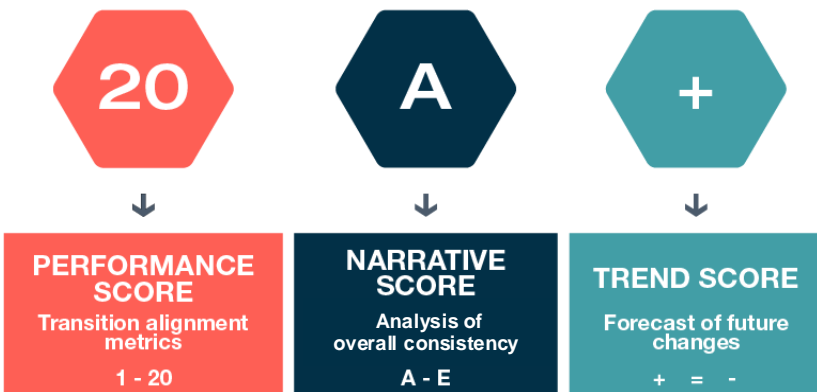 20
A
+
PERFORMANCE
SCORE
Transition alignment
metrics
1 - 20
NARRATIVE
SCORE
Analysis of
overall consistency
A - E
TREND SCORE
Forecast of future
changes
+ = -